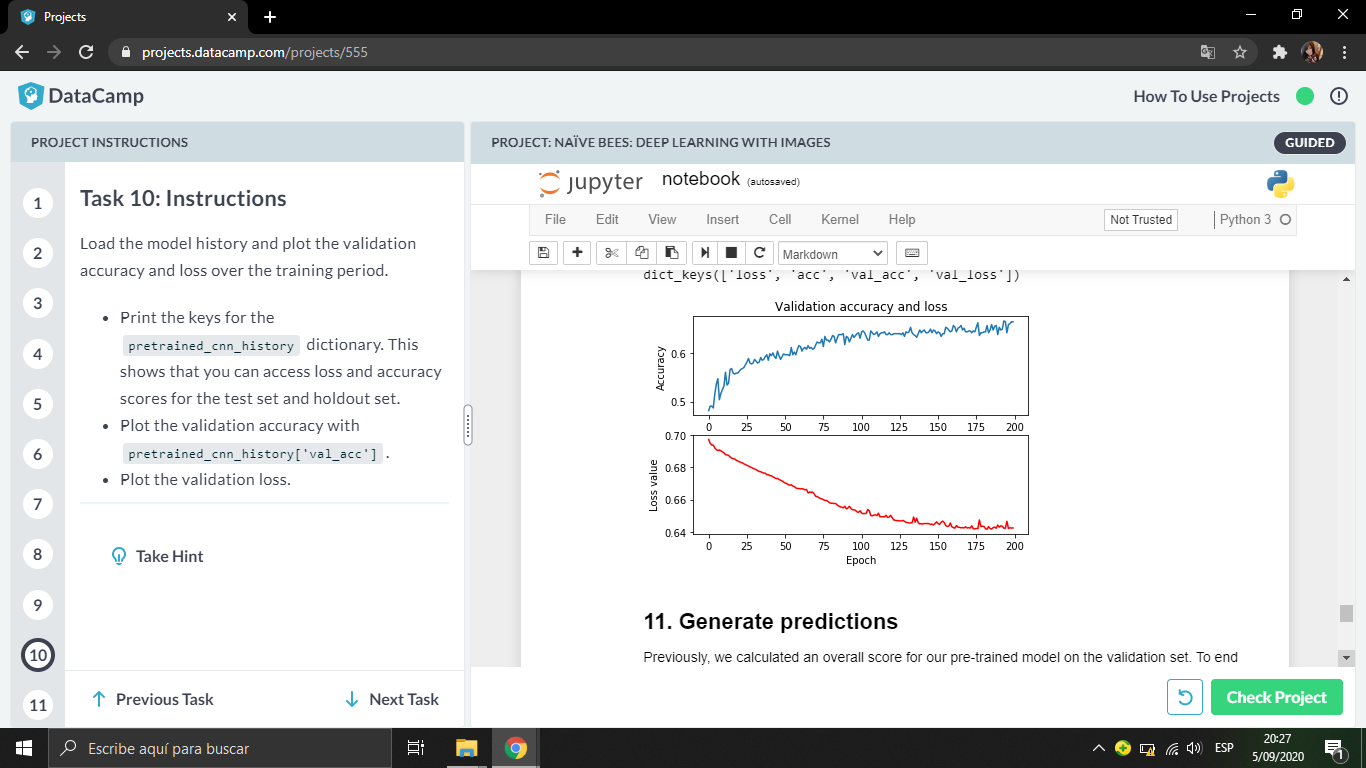 Projects
projects.datacamp.com/projects/555
DataCamp
How To Use Projects
PROJECT INSTRUCTIONS
PROJECT: NAÏVE BEES: DEEP LEARNING WITH IMAGES
GUIDED
1
2
3
4
5
6
7
8
9
10
11
Task 10: Instructions
Load the model history and plot the validation
accuracy and loss over the training period.
Print the keys for the
pretrained_cnn_history dictionary. This
shows that you can access loss and accuracy
scores for the test set and holdout set.
Plot the validation accuracy with
pretrained_cnn_history['val_acc'] .
Plot the validation loss.
Take Hint
Previous Task
Next Task
jupyter notebook (autosaved)
File Edit View Insert Cell Kernel Help
Not Trusted
Python 3
Markdown
dict_keys(['loss', 'acc', 'val_acc', 'val_loss'])
Validation accuracy and loss
Accuracy
0.6
0.5
0 25 50 75 100 125 150 175 200
Loss value
0.70
0.68
0.66
0.64
0 25 50 75 100 125 150 175 200
Epoch
11. Generate predictions
Previously, we calculated an overall score for our pre-trained model on the validation set. To end
Check Project
Escribe aquí para buscar
ESP
20:27
5/09/2020
1